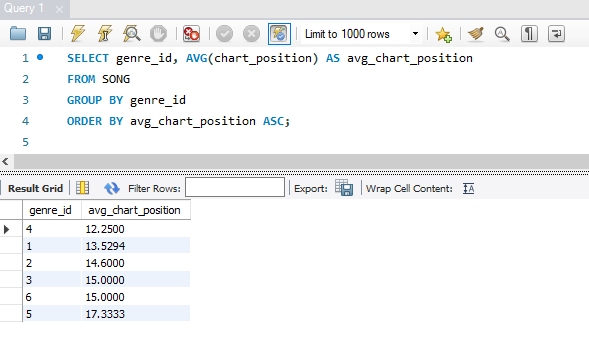 Query 1
Limit to 1000 rows
1 SELECT genre_id, AVG(chart_position) AS avg_chart_position
2 FROM SONG
3 GROUP BY genre_id
4 ORDER BY avg_chart_position ASC;
5
Result Grid Filter Rows: Export: Wrap Cell Content:
genre_id avg_chart_position
4 12.2500
1 13.5294
2 14.6000
3 15.0000
6 15.0000
5 17.3333